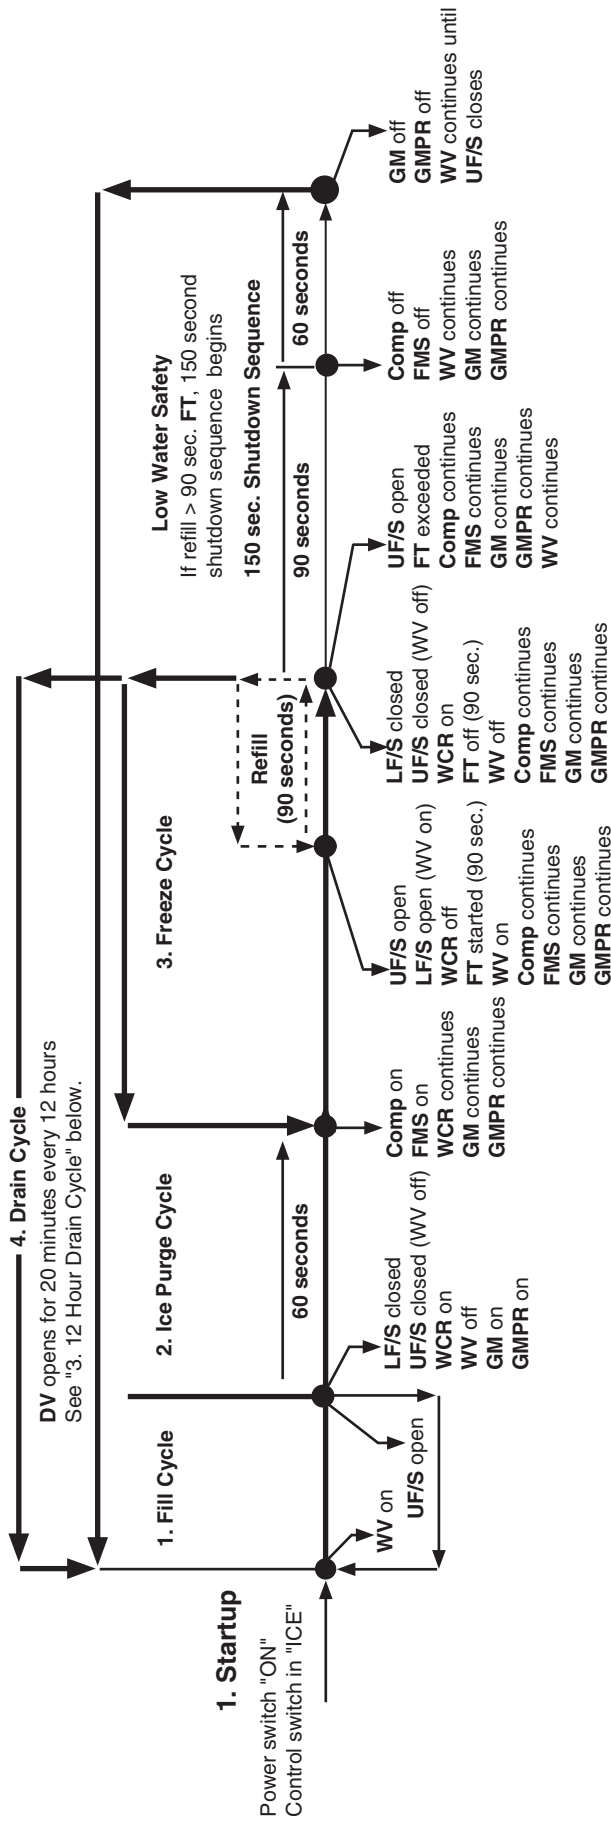 4. Drain Cycle
DV opens for 20 minutes every 12 hours
See "3. 12 Hour Drain Cycle" below.
1. Startup
Power switch "ON"
Control switch in "ICE"
1. Fill Cycle
2. Ice Purge Cycle
60 seconds
3. Freeze Cycle
Refill
(90 seconds)
Low Water Safety
If refill > 90 sec. FT, 150 second
shutdown sequence begins
150 sec. Shutdown Sequence
90 seconds
60 seconds
WV on
UF/S open
LF/S closed
UF/S closed (WV off)
WCR on
WV off
GM on
GMPR on
Comp on
FMS on
WCR continues
GM continues
GMPR continues
UF/S open
LF/S open (WV on)
WCR off
FT started (90 sec.)
WV on
Comp continues
FMS continues
GM continues
GMPR continues
LF/S closed
UF/S closed (WV off)
WCR on
FT off (90 sec.)
WV off
Comp continues
FMS continues
GM continues
GMPR continues
UF/S open
FT exceeded
Comp continues
FMS continues
GM continues
GMPR continues
WV continues
Comp off
FMS off
WV continues
GM continues
GMPR continues
GM off
GMPR off
WV continues until
UF/S closes